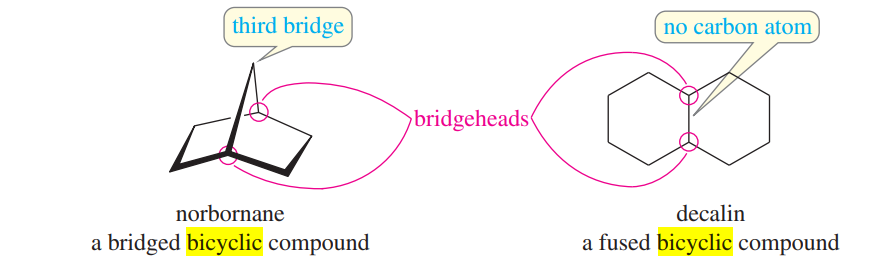 third bridge
no carbon atom
bridgeheads
norbornane
a bridged bicyclic compound
decalin
a fused bicyclic compound